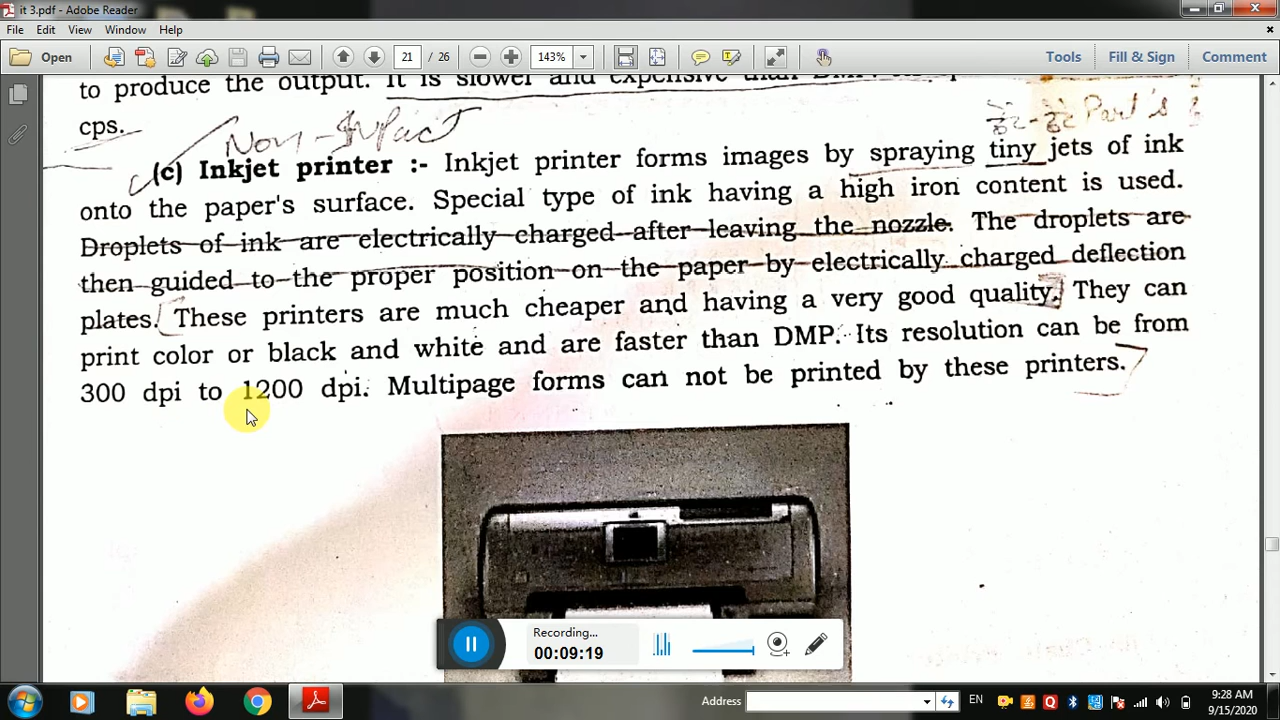 it 3.pdf - Adobe Reader
File Edit View Window Help
Open 21 / 26 143% Tools Fill & Sign Comment
to produce the output. It is slower and expensive than
cps.
Non-Impact
Part's
(c) Inkjet printer :- Inkjet printer forms images by spraying tiny jets of ink
onto the paper's surface. Special type of ink having a high iron content is used.
Droplets of ink are electrically charged after leaving the nozzle. The droplets are
then guided to the proper position on the paper by electrically charged deflection
plates. These printers are much cheaper and having a very good quality. They can
print color or black and white and are faster than DMP. Its resolution can be from
300 dpi to 1200 dpi. Multipage forms can not be printed by these printers.
Recording...
00:09:19
Address EN 9:28 AM
9/15/2020